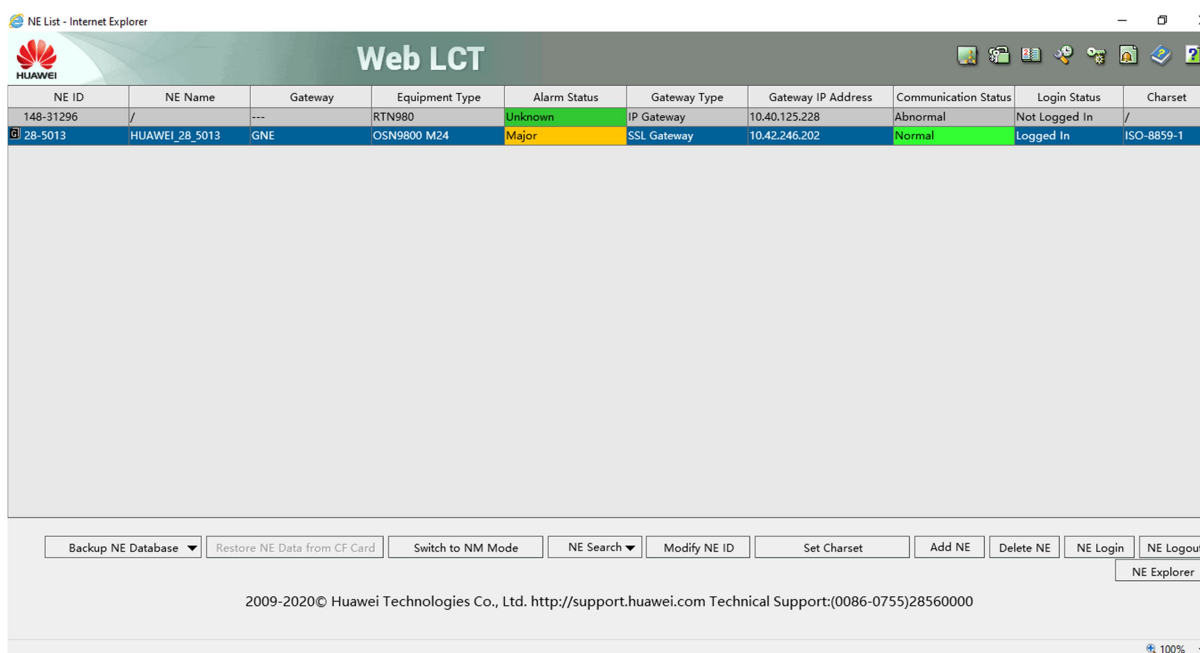 NE List - Internet Explorer
HUAWEI
Web LCT
NE ID NE Name Gateway Equipment Type Alarm Status Gateway Type Gateway IP Address Communication Status Login Status Charset
148-31296 / --- RTN980 Unknown IP Gateway 10.40.125.228 Abnormal Not Logged In /
G 28-5013 HUAWEI_28_5013 GNE OSN9800 M24 Major SSL Gateway 10.42.246.202 Normal Logged In ISO-8859-1
Backup NE Database Restore NE Data from CF Card Switch to NM Mode NE Search Modify NE ID Set Charset Add NE Delete NE NE Login NE Logout
NE Explorer
2009-2020© Huawei Technologies Co., Ltd. http://support.huawei.com Technical Support:(0086-0755)28560000
100%